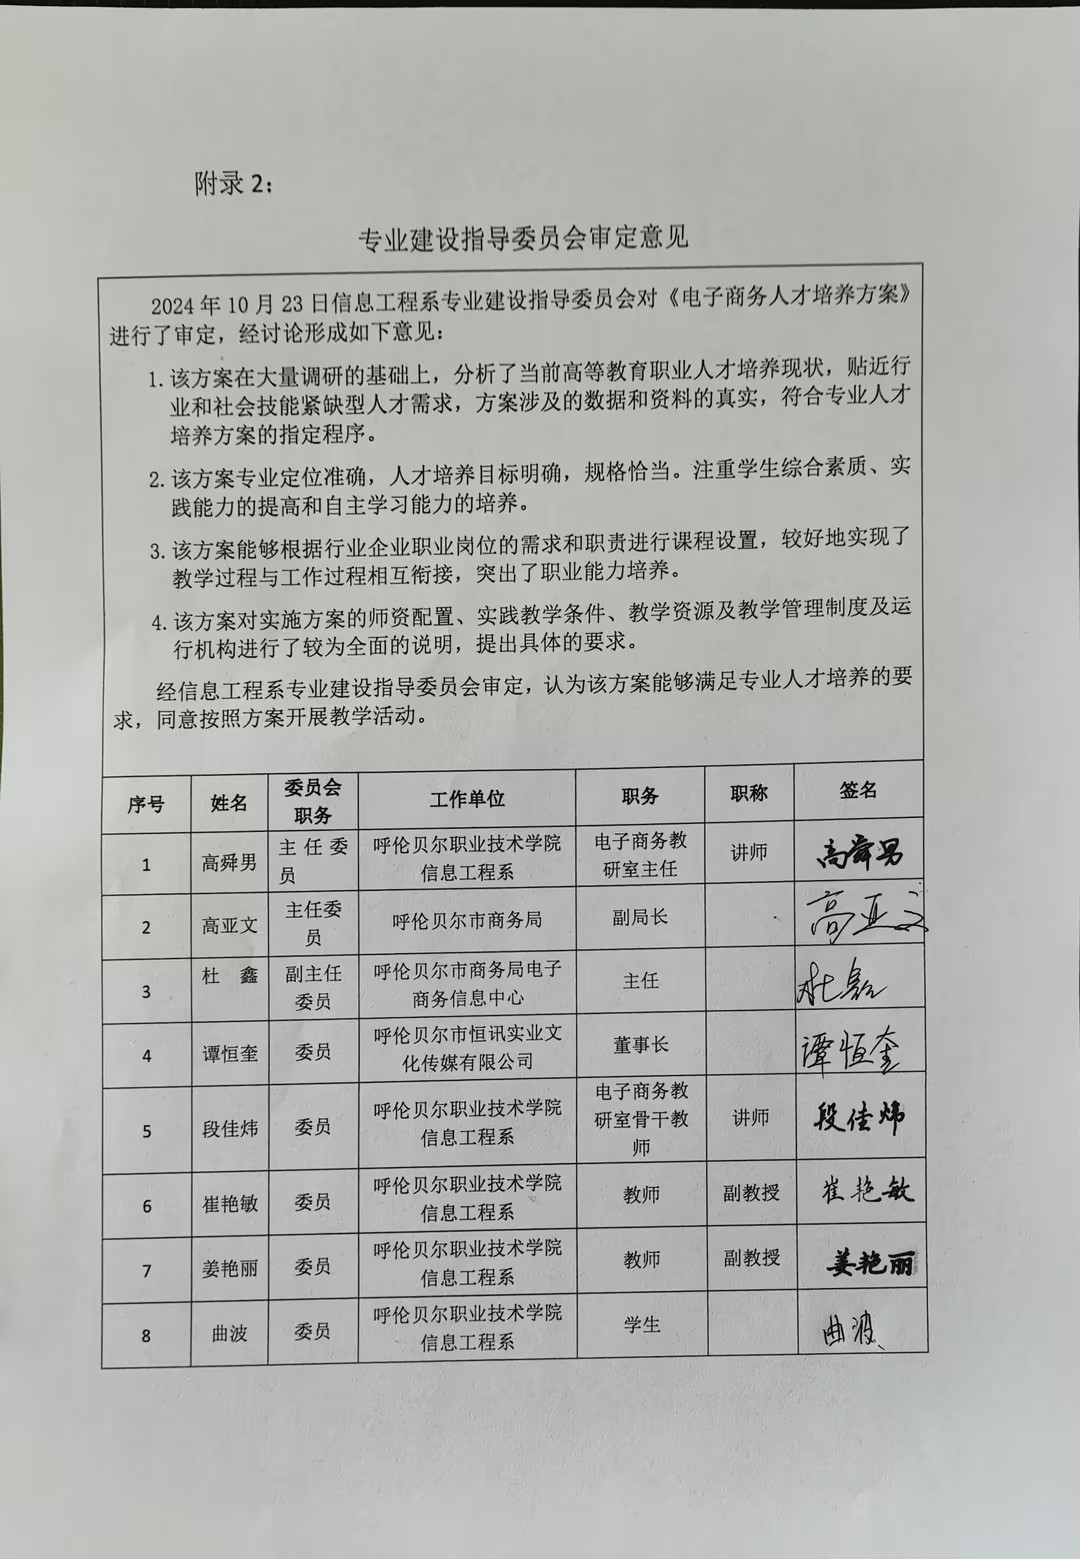 附录 2：
专业建设指导委员会审定意见
2024 年 10 月 23 日信息工程系专业建设指导委员会对《电子商务人才培养方案》
进行了审定，经讨论形成如下意见：
1. 该方案在大量调研的基础上，分析了当前高等教育职业人才培养现状，贴近行
业和社会技能紧缺型人才需求，方案涉及的数据和资料的真实，符合专业人才
培养方案的指定程序。
2. 该方案专业定位准确，人才培养目标明确，规格恰当。注重学生综合素质、实
践能力的提高和自主学习能力的培养。
3. 该方案能够根据行业企业职业岗位的需求和职责进行课程设置，较好地实现了
教学过程与工作过程相互衔接，突出了职业能力培养。
4. 该方案对实施方案的师资配置、实践教学条件、教学资源及教学管理制度及运
行机构进行了较为全面的说明，提出具体的要求。
经信息工程系专业建设指导委员会审定，认为该方案能够满足专业人才培养的要
求，同意按照方案开展教学活动。
序号 姓名 委员会 工作单位 职务 职称 签名
职务
1 高舜男 主任委 呼伦贝尔职业技术学院 电子商务教 讲师 高舜男
员 信息工程系 研室主任
2 高亚文 主任委 呼伦贝尔市商务局 副局长 高亚文
员
3 杜鑫 副主任 呼伦贝尔市商务局电子 主任 杜鑫
委员 商务信息中心
4 谭恒奎 委员 呼伦贝尔市恒讯实业文 董事长 谭恒奎
化传媒有限公司
5 段佳炜 委员 呼伦贝尔职业技术学院 电子商务教 讲师 段佳炜
信息工程系 研室骨干教
师
6 崔艳敏 委员 呼伦贝尔职业技术学院 教师 副教授 崔艳敏
信息工程系
7 姜艳丽 委员 呼伦贝尔职业技术学院 教师 副教授 姜艳丽
信息工程系
8 曲波 委员 呼伦贝尔职业技术学院 学生 曲波
信息工程系